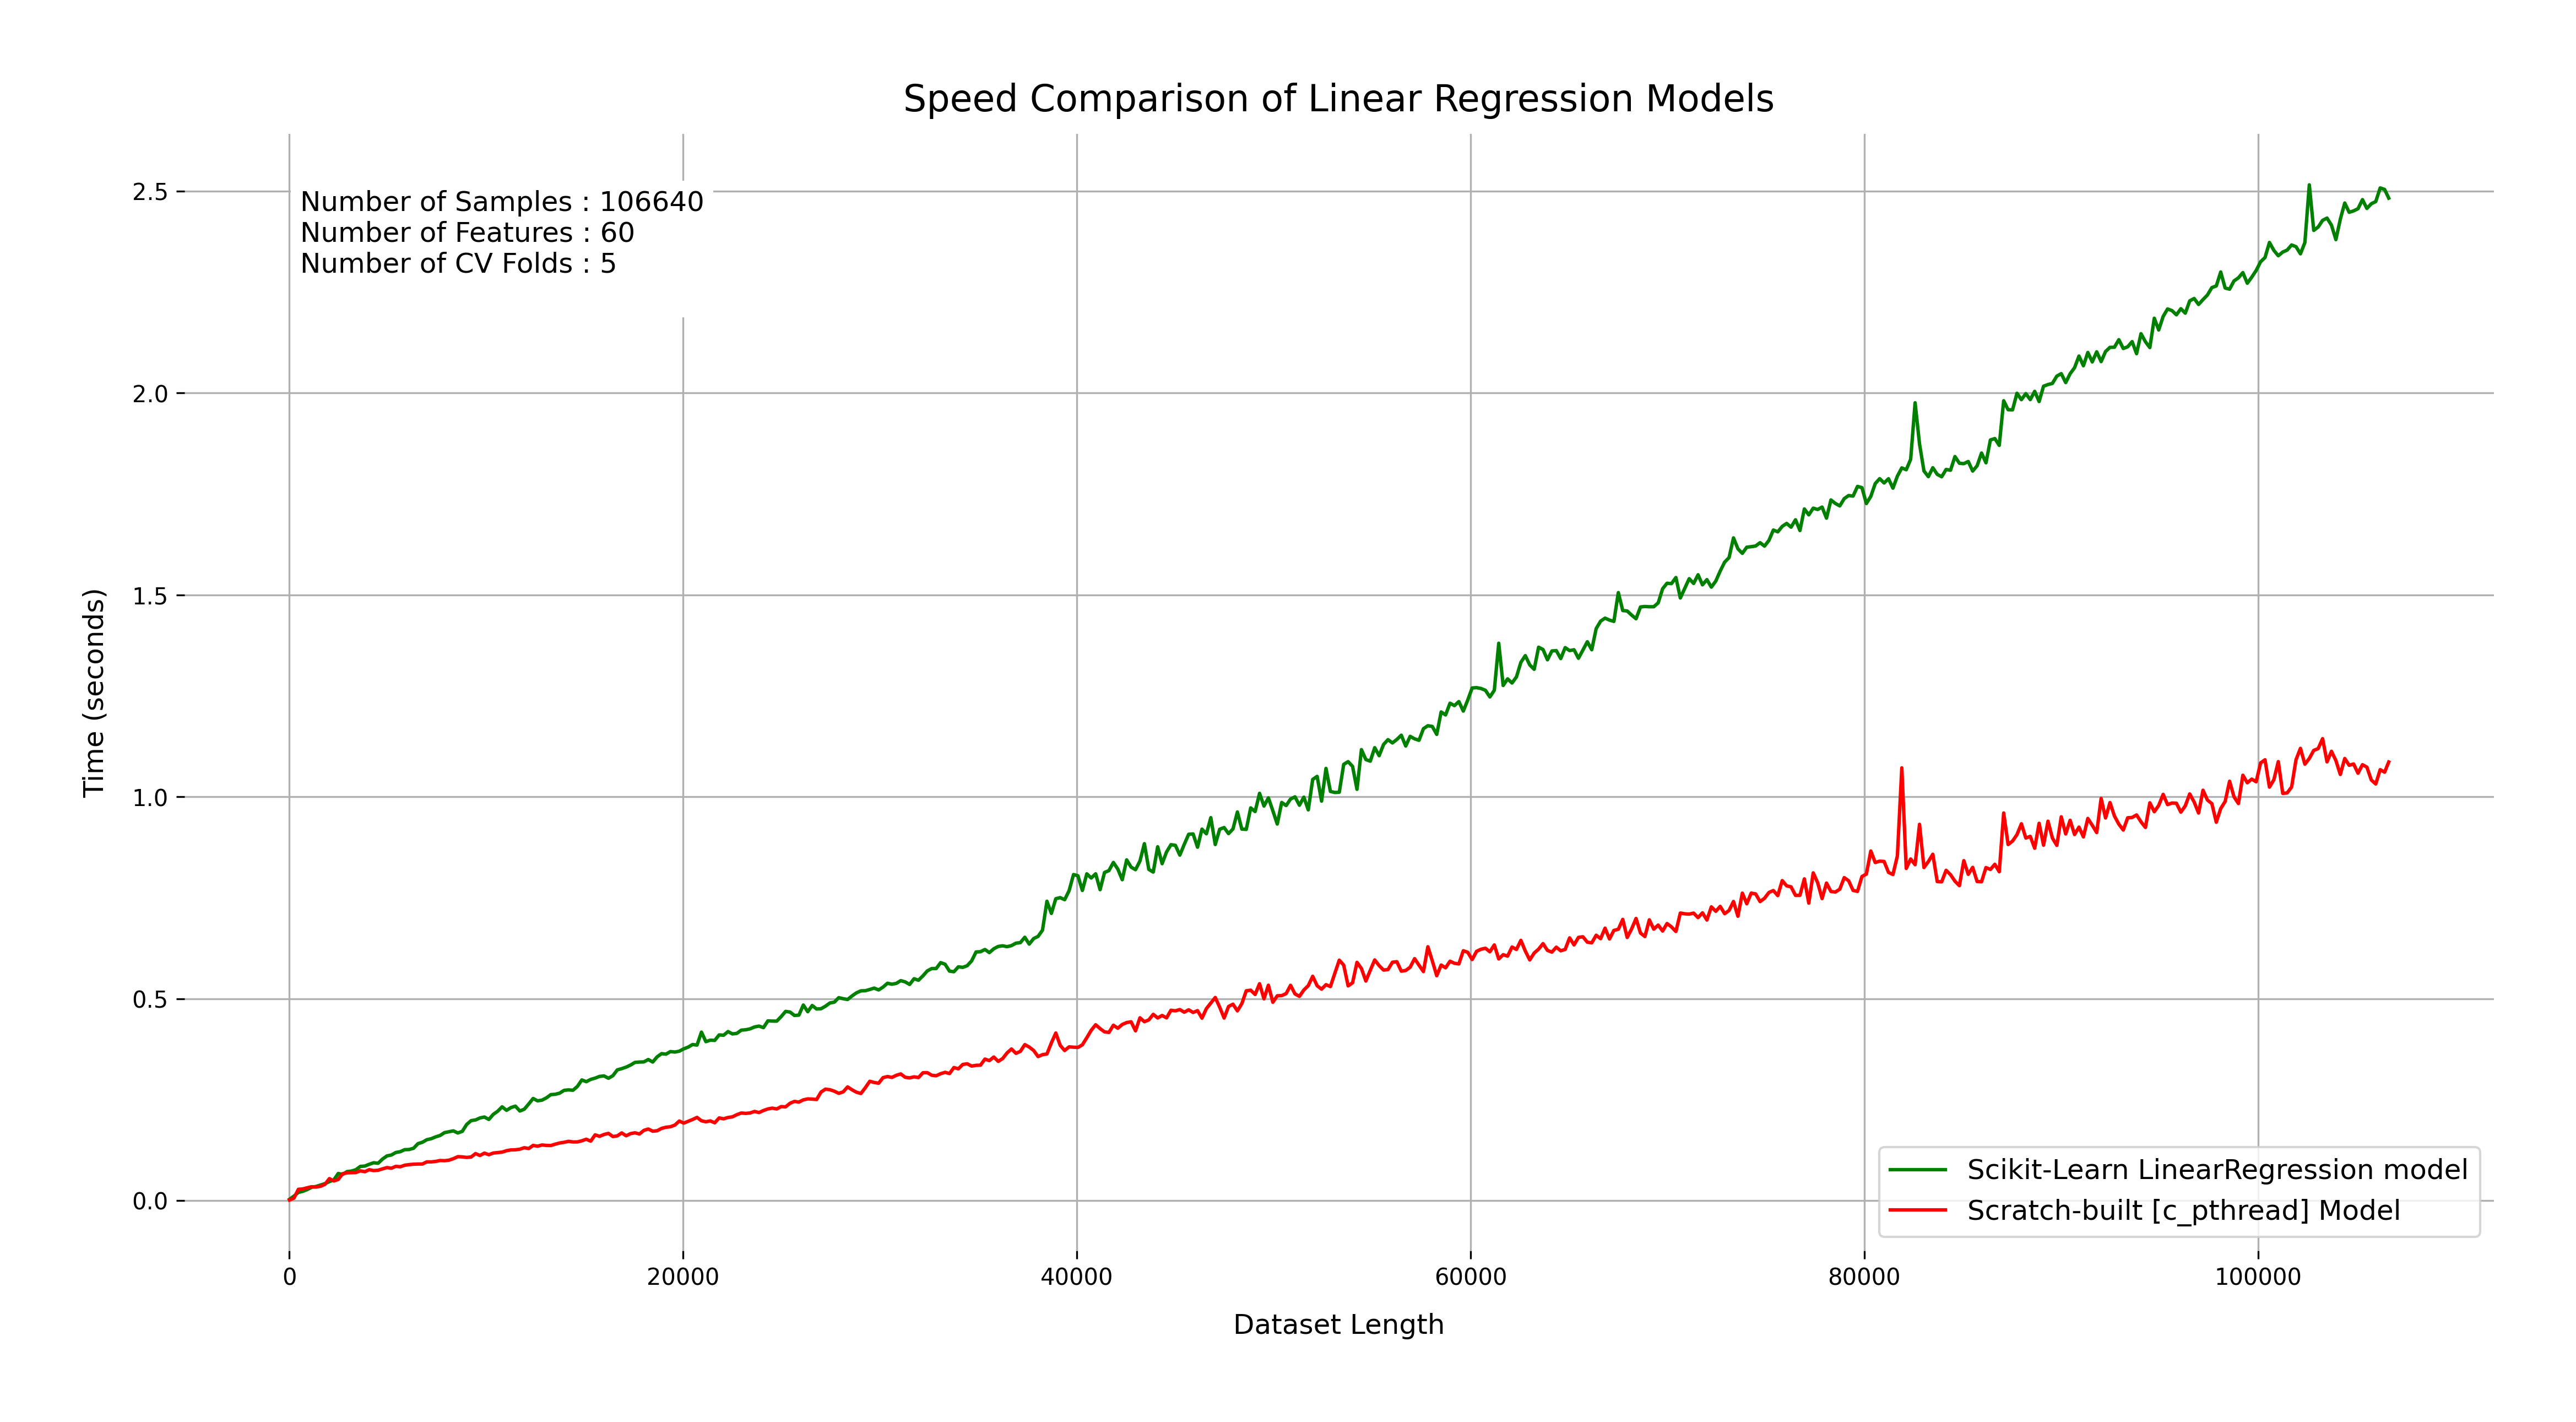 Speed Comparison of Linear Regression Models
Number of Samples : 106640
Number of Features : 60
Number of CV Folds : 5
2.5
2.0
1.5
1.0
0.5
0.0
Time (seconds)
0
20000
40000
60000
80000
100000
Dataset Length
Scikit-Learn LinearRegression model
Scratch-built [c_pthread] Model